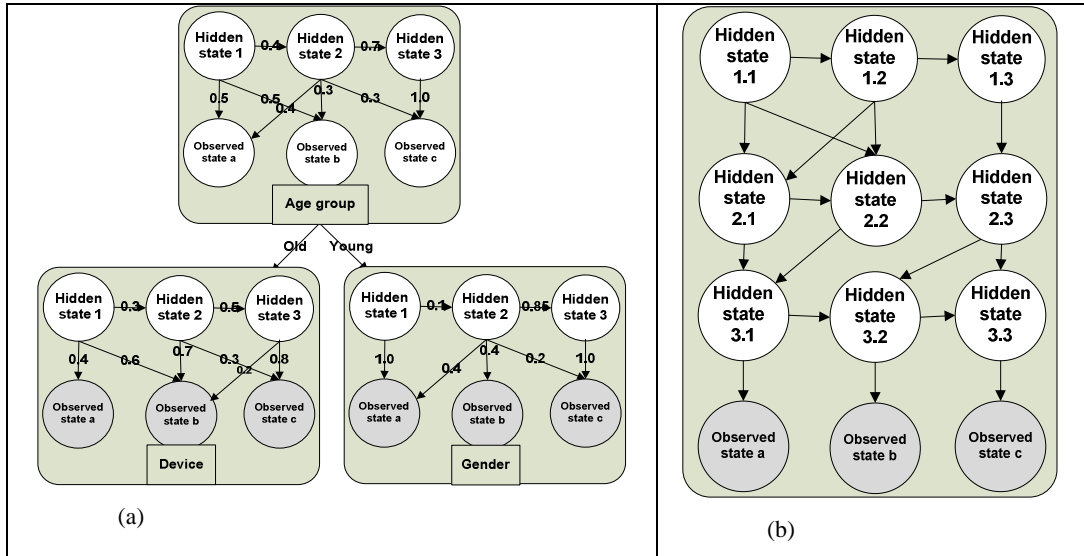 Hidden
state 1
0.4
Hidden
state 2
0.7
Hidden
state 3
0.5
0.5
0.4
0.3
0.3
1.0
Observed
state a
Observed
state b
Observed
state c
Age group
Old
Young
Hidden
state 1
0.3
Hidden
state 2
0.5
Hidden
state 3
0.4
0.6
0.7
0.3
0.2
0.8
Observed
state a
Observed
state b
Observed
state c
Device
Hidden
state 1
0.1
Hidden
state 2
0.85
Hidden
state 3
1.0
0.4
0.4
0.2
1.0
Observed
state a
Observed
state b
Observed
state c
Gender
(a)
Hidden
state
1.1
Hidden
state
1.2
Hidden
state
1.3
Hidden
state
2.1
Hidden
state
2.2
Hidden
state
2.3
Hidden
state
3.1
Hidden
state
3.2
Hidden
state
3.3
Observed
state a
Observed
state b
Observed
state c
(b)